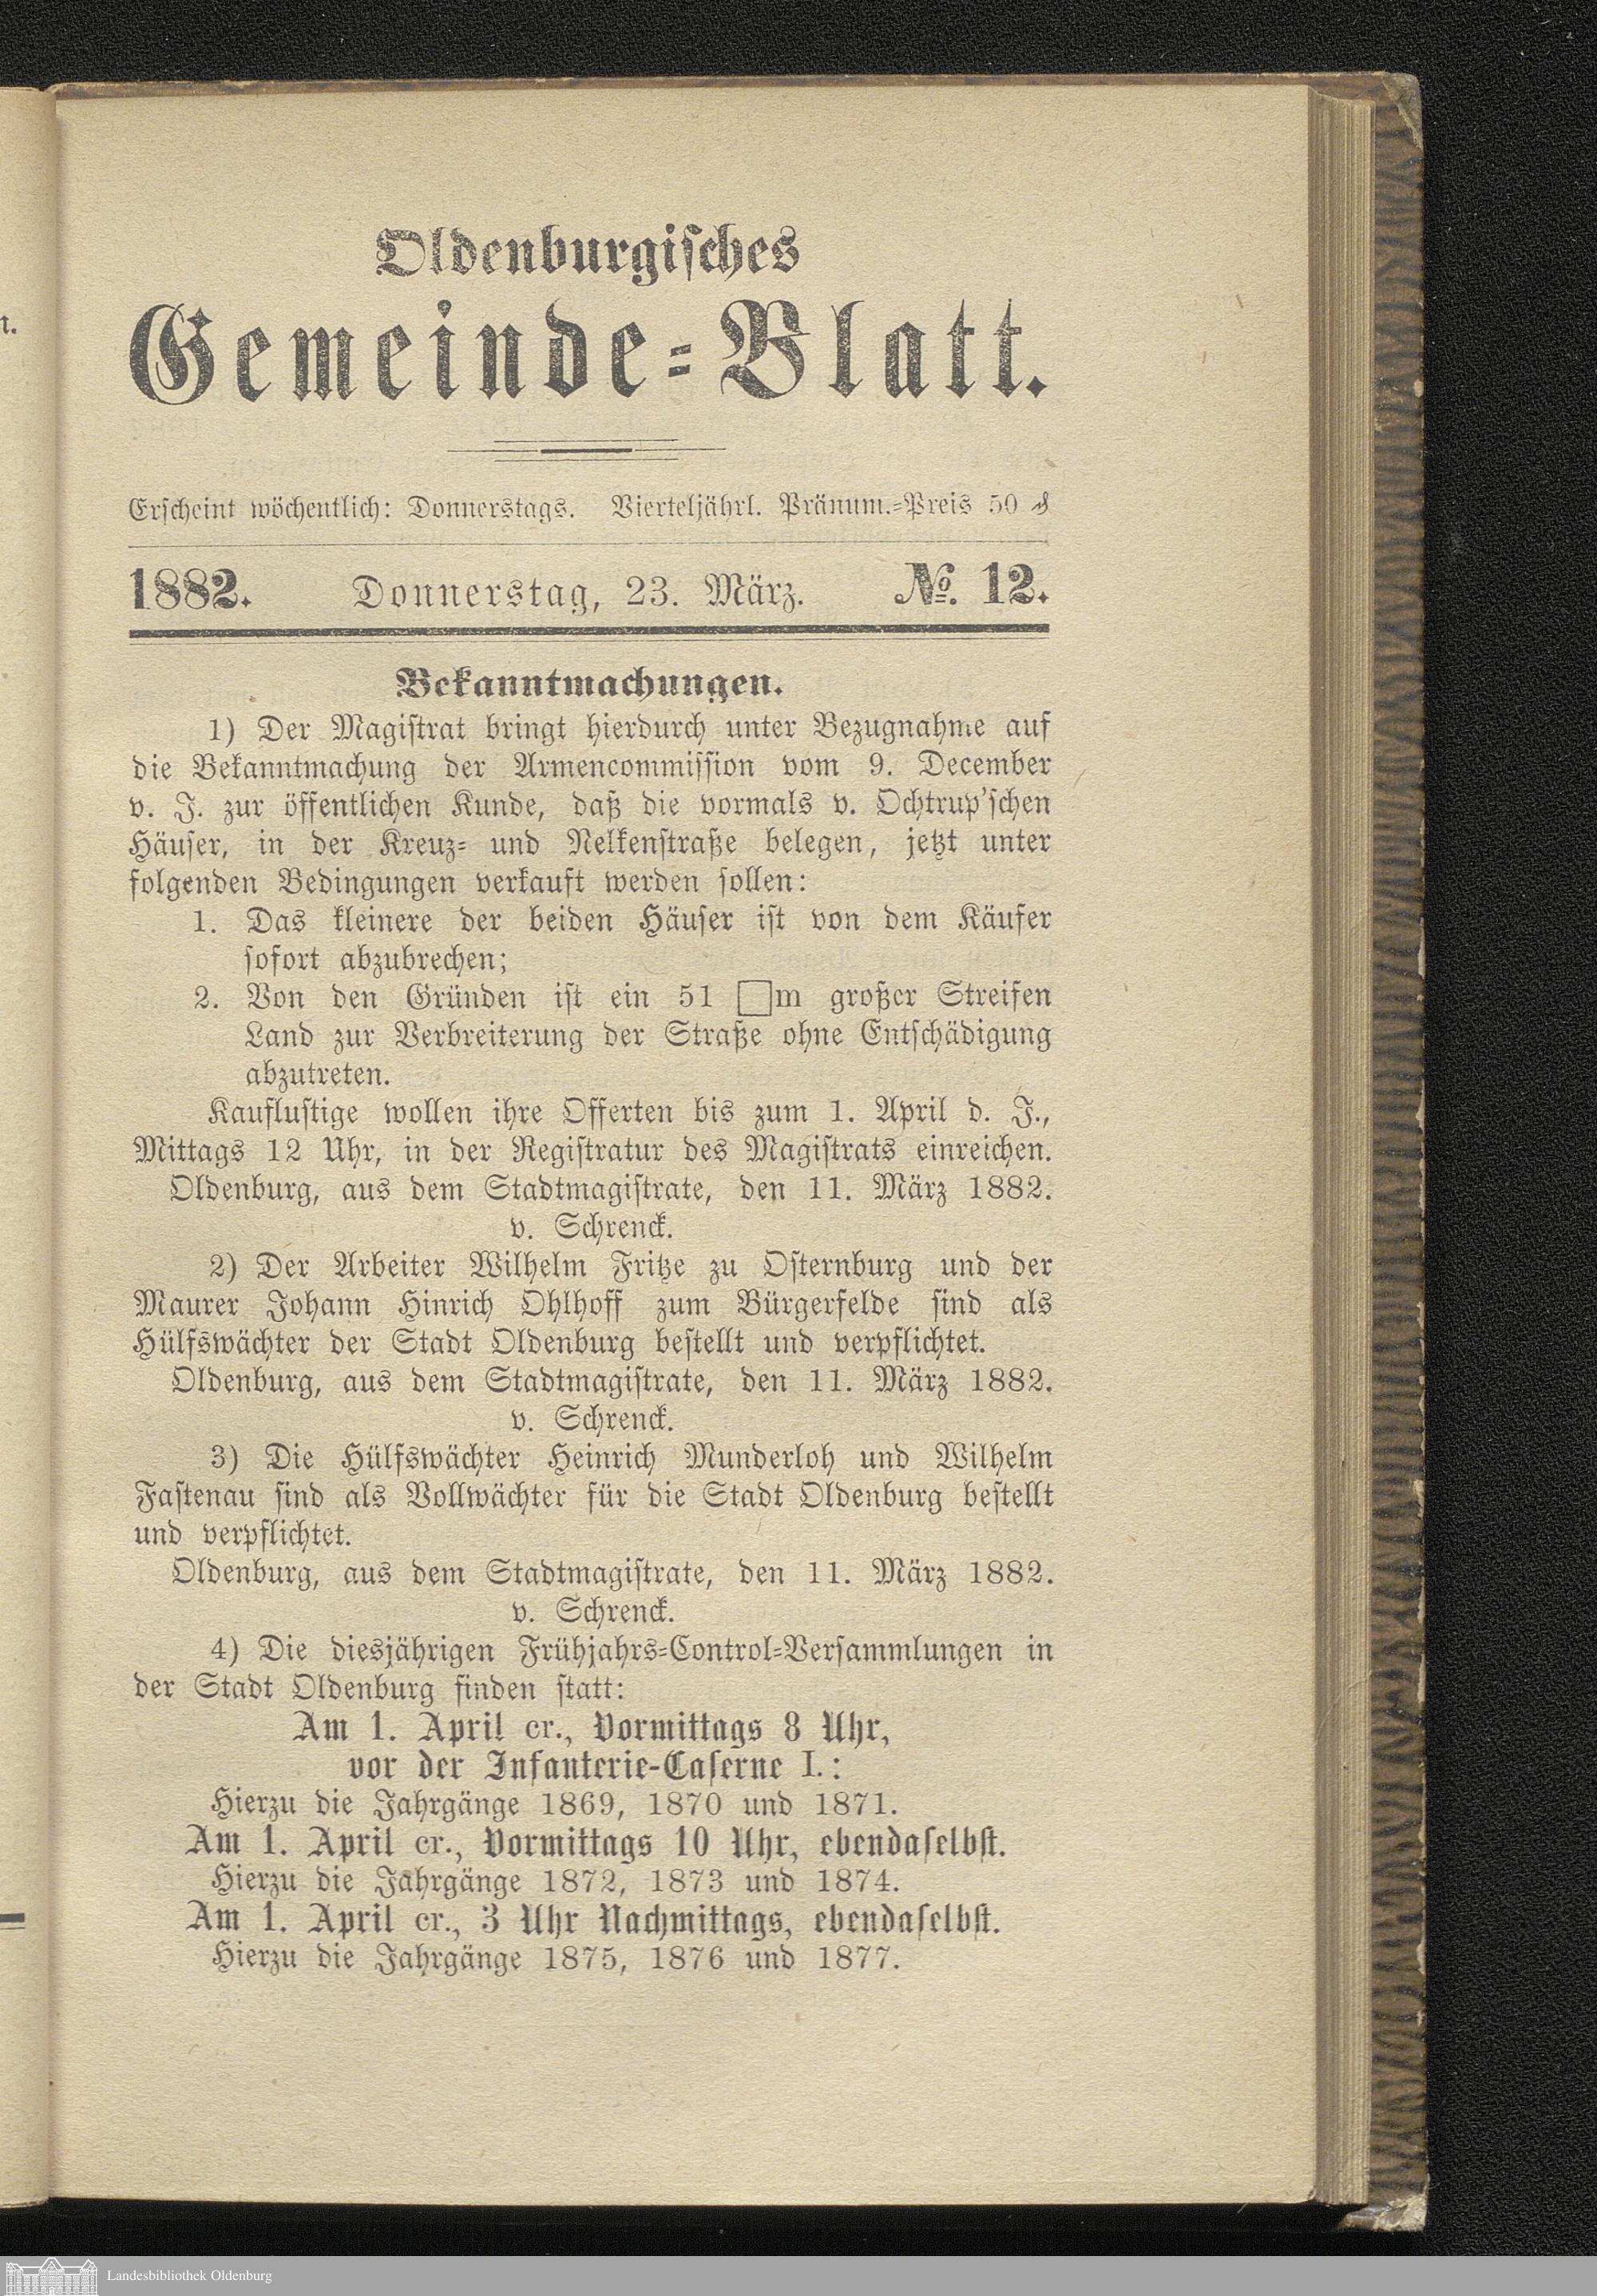 Oldenburgisches
Gemeinde-Blatt.
Erscheint wöchentlich: Donnerstags. Vierteljährl. Pränum.-Preis 50 ₰
1882. Donnerstag, 23. März. №. 12.
Bekanntmachungen.
1) Der Magistrat bringt hierdurch unter Bezugnahme auf
die Bekanntmachung der Armencommission vom 9. December
v. J. zur öffentlichen Kunde, daß die vormals v. Ochtrup'schen
Häuser, in der Kreuz- und Nelkenstraße belegen, jetzt unter
folgenden Bedingungen verkauft werden sollen:
1. Das kleinere der beiden Häuser ist von dem Käufer
sofort abzubrechen;
2. Von den Gründen ist ein 51 □m großer Streifen
Land zur Verbreiterung der Straße ohne Entschädigung
abzutreten.
Kauflustige wollen ihre Offerten bis zum 1. April d. J.,
Mittags 12 Uhr, in der Registratur des Magistrats einreichen.
Oldenburg, aus dem Stadtmagistrate, den 11. März 1882.
v. Schrenck.
2) Der Arbeiter Wilhelm Fritze zu Osternburg und der
Maurer Johann Hinrich Ohlhoff zum Bürgerfelde sind als
Hülfswächter der Stadt Oldenburg bestellt und verpflichtet.
Oldenburg, aus dem Stadtmagistrate, den 11. März 1882.
v. Schrenck.
3) Die Hülfswächter Heinrich Munderloh und Wilhelm
Fastenau sind als Vollwächter für die Stadt Oldenburg bestellt
und verpflichtet.
Oldenburg, aus dem Stadtmagistrate, den 11. März 1882.
v. Schrenck.
4) Die diesjährigen Frühjahrs-Control-Versammlungen in
der Stadt Oldenburg finden statt:
Am 1. April cr., Vormittags 8 Uhr,
vor der Infanterie-Caserne I.:
Hierzu die Jahrgänge 1869, 1870 und 1871.
Am 1. April cr., Vormittags 10 Uhr, ebendaselbst.
Hierzu die Jahrgänge 1872, 1873 und 1874.
Am 1. April cr., 3 Uhr Nachmittags, ebendaselbst.
Hierzu die Jahrgänge 1875, 1876 und 1877.
Landesbibliothek Oldenburg